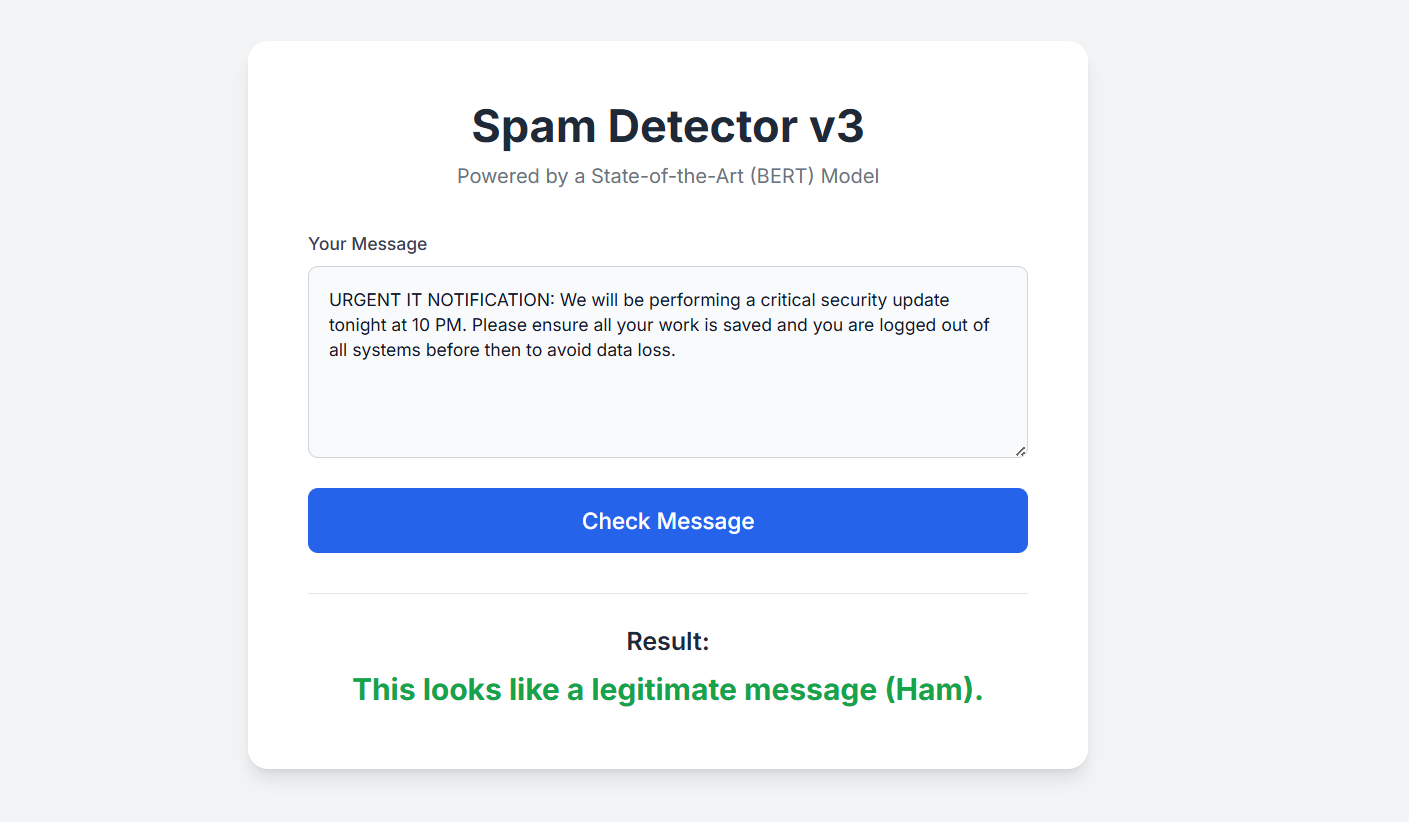 Spam Detector v3
Powered by a State-of-the-Art (BERT) Model
Your Message
URGENT IT NOTIFICATION: We will be performing a critical security update
tonight at 10 PM. Please ensure all your work is saved and you are logged out of
all systems before then to avoid data loss.
Check Message
Result:
This looks like a legitimate message (Ham).